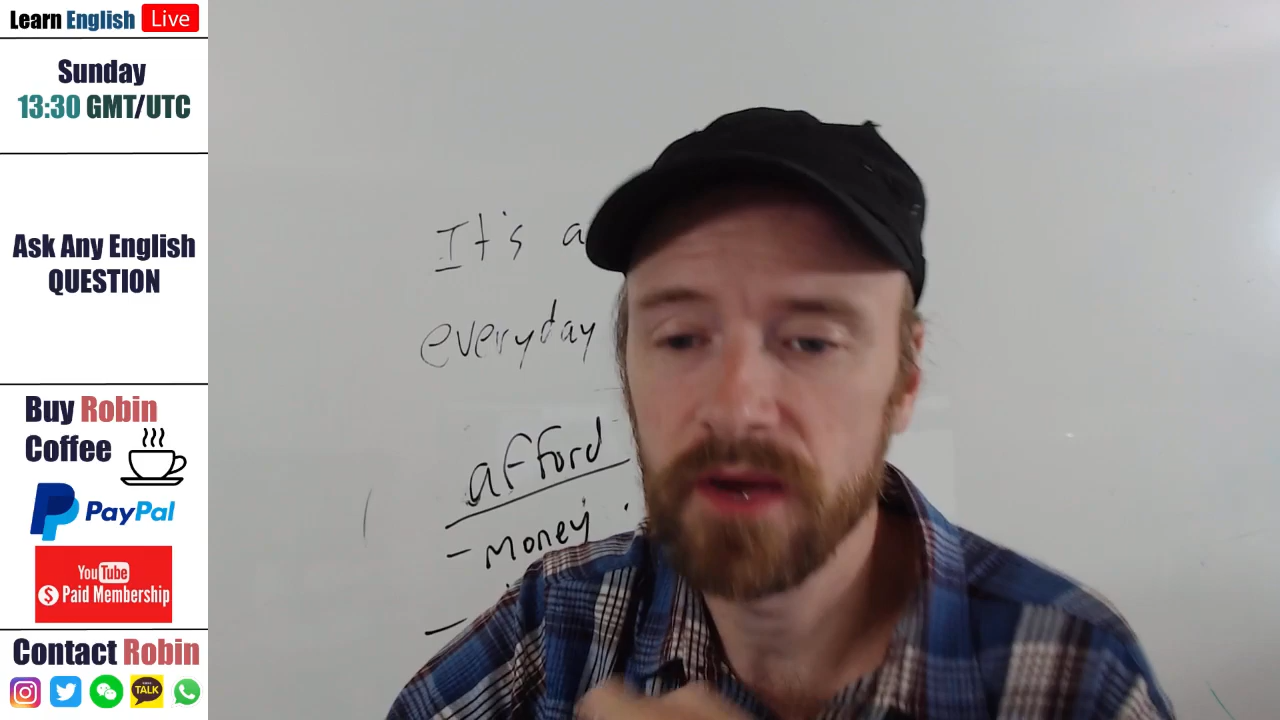 Learn English Live
Sunday
13:30 GMT/UTC
Ask Any English
QUESTION
Buy Robin
Coffee
PayPal
YouTube
$ Paid Membership
Contact Robin
TALK
It's a
everyday
afford
- money
-